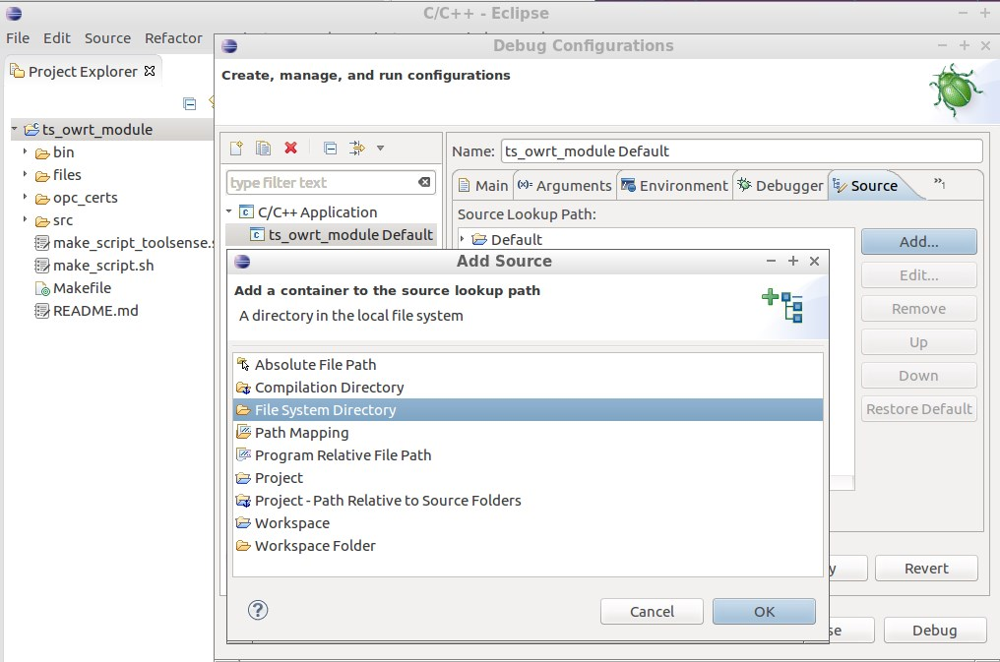 C/C++ - Eclipse
File Edit Source Refactor
Project Explorer
ts_owrt_module
bin
files
opc_certs
src
make_script_toolsense.s
make_script.sh
Makefile
README.md
Debug Configurations
Create, manage, and run configurations
type filter text
C/C++ Application
ts_owrt_module Default
Name: ts_owrt_module Default
Main (x)= Arguments Environment Debugger Source »1
Source Lookup Path:
Default
Add...
Edit...
Remove
Up
Down
Restore Default
Add Source
Add a container to the source lookup path
A directory in the local file system
Absolute File Path
Compilation Directory
File System Directory
Path Mapping
Program Relative File Path
Project
Project - Path Relative to Source Folders
Workspace
Workspace Folder
? Cancel OK
y Revert
se Debug